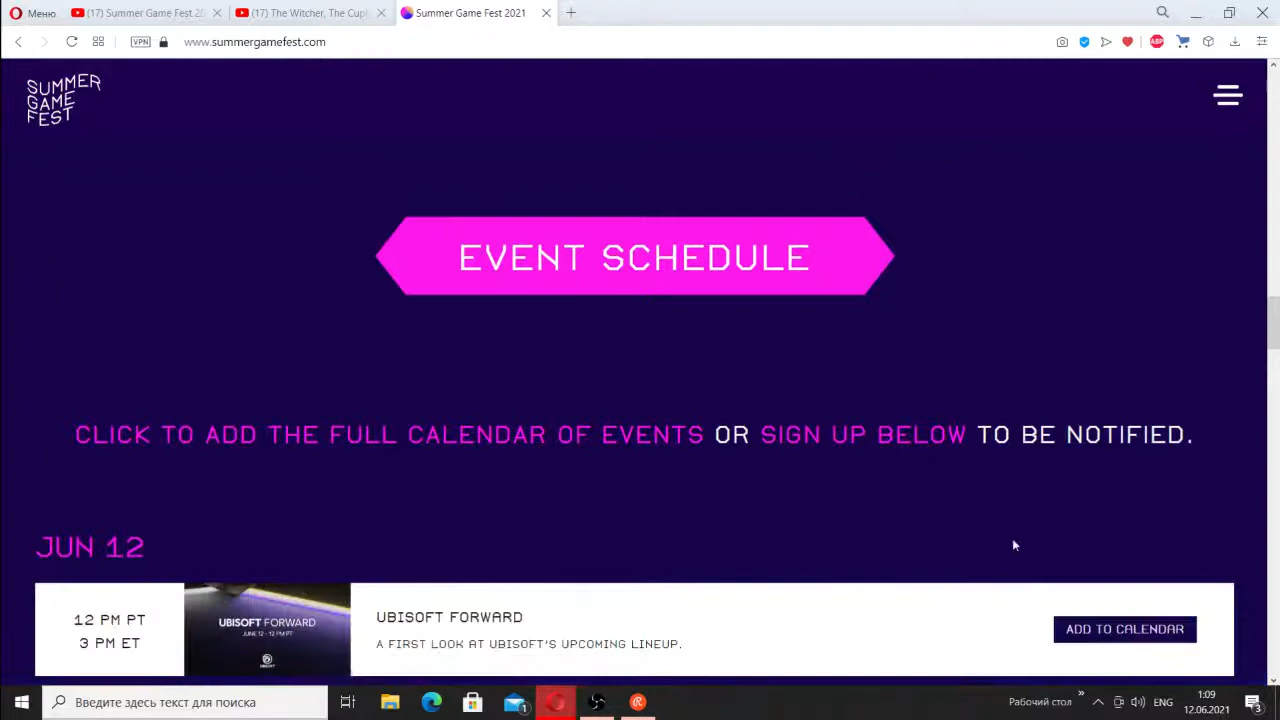 Меню
(17) Summer Game Fest 20
(17) The Witcher, The Cup
Summer Game Fest 2021
VPN
www.summergamefest.com
ABP
SUMMER
GAME
FEST
EVENT SCHEDULE
CLICK TO ADD THE FULL CALENDAR OF EVENTS OR SIGN UP BELOW TO BE NOTIFIED.
JUN 12
12 PM PT
3 PM ET
UBISOFT FORWARD
JUNE 12 - 12 PM PT
UBISOFT
UBISOFT FORWARD
A FIRST LOOK AT UBISOFT'S UPCOMING LINEUP.
ADD TO CALENDAR
Введите здесь текст для поиска
1
Рабочий стол
ENG
1:09
12.06.2021
3